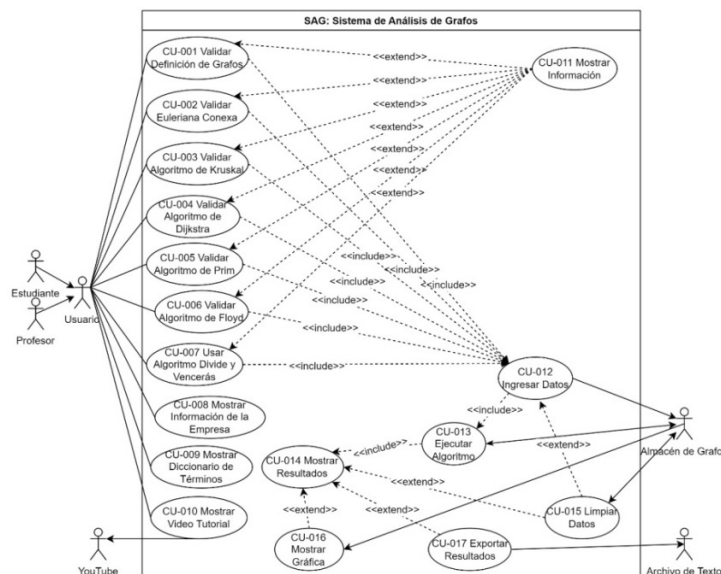 SAG: Sistema de Análisis de Grafos
CU-001 Validar
Definición de Grafos
<<extend>>
CU-011 Mostrar
Información
<<extend>>
CU-002 Validar
Euleriana Conexa
<<extend>>
<<extend>>
CU-003 Validar
Algoritmo de Kruskal
<<extend>>
<<extend>>
<<extend>>
CU-004 Validar
Algoritmo de
Dijkstra
Estudiante
Profesor
Usuario
CU-005 Validar
Algoritmo de Prim
<<include>>
<<include>>
<<include>>
<<include>>
CU-006 Validar
Algoritmo de Floyd
<<include>>
<<include>>
CU-007 Usar
Algoritmo Divide y
Vencerás
<<include>>
CU-012
Ingresar Datos
CU-008 Mostrar
Información de la
Empresa
<<include>>
CU-013
Ejecutar
Algoritmo
<<include>>
<<extend>>
Almacén de Grafo
CU-009 Mostrar
Diccionario de
Términos
CU-014 Mostrar
Resultados
<<extend>>
CU-015 Limpiar
Datos
CU-010 Mostrar
Video Tutorial
<<extend>>
<<extend>>
CU-016
Mostrar
Gráfica
CU-017 Exportar
Resultados
YouTube
Archivo de Texto